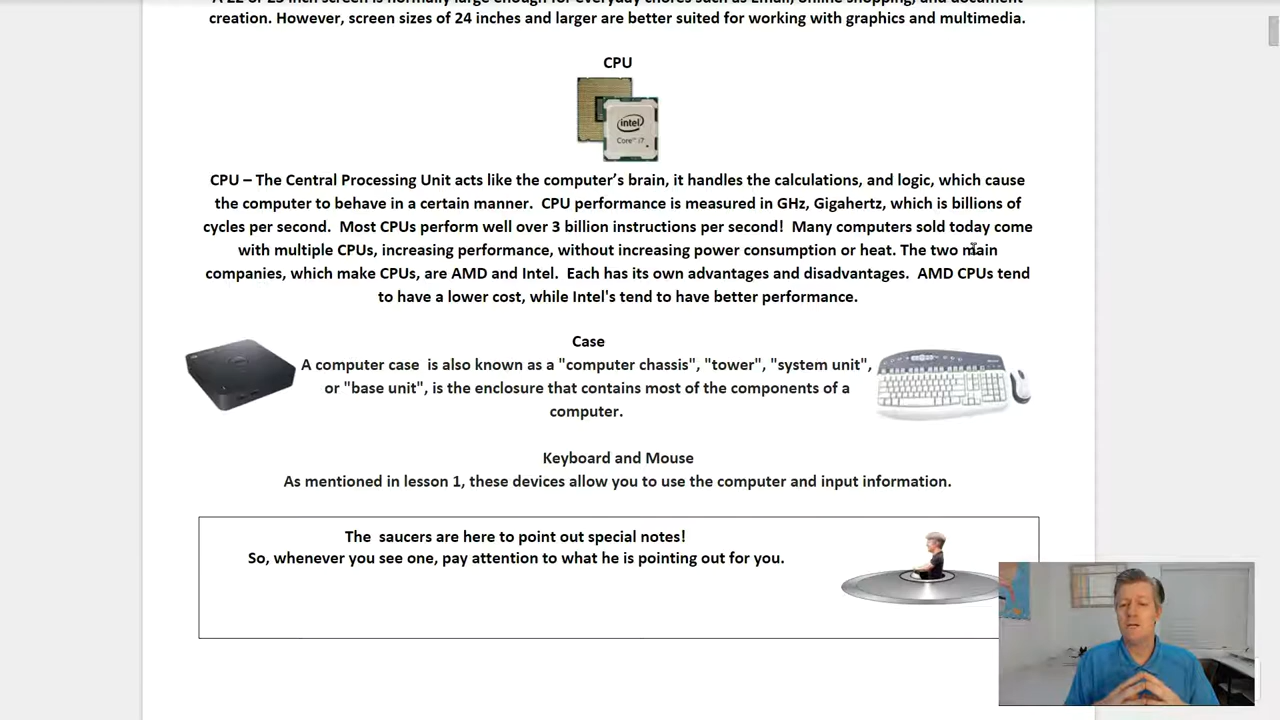 creation. However, screen sizes of 24 inches and larger are better suited for working with graphics and multimedia.
CPU
intel
Core i7
CPU – The Central Processing Unit acts like the computer’s brain, it handles the calculations, and logic, which cause
the computer to behave in a certain manner.  CPU performance is measured in GHz, Gigahertz, which is billions of
cycles per second.  Most CPUs perform well over 3 billion instructions per second!  Many computers sold today come
with multiple CPUs, increasing performance, without increasing power consumption or heat. The two main
companies, which make CPUs, are AMD and Intel.  Each has its own advantages and disadvantages.  AMD CPUs tend
to have a lower cost, while Intel's tend to have better performance.
Case
A computer case  is also known as a "computer chassis", "tower", "system unit",
or "base unit", is the enclosure that contains most of the components of a
computer.
Keyboard and Mouse
As mentioned in lesson 1, these devices allow you to use the computer and input information.
The  saucers are here to point out special notes!
So, whenever you see one, pay attention to what he is pointing out for you.